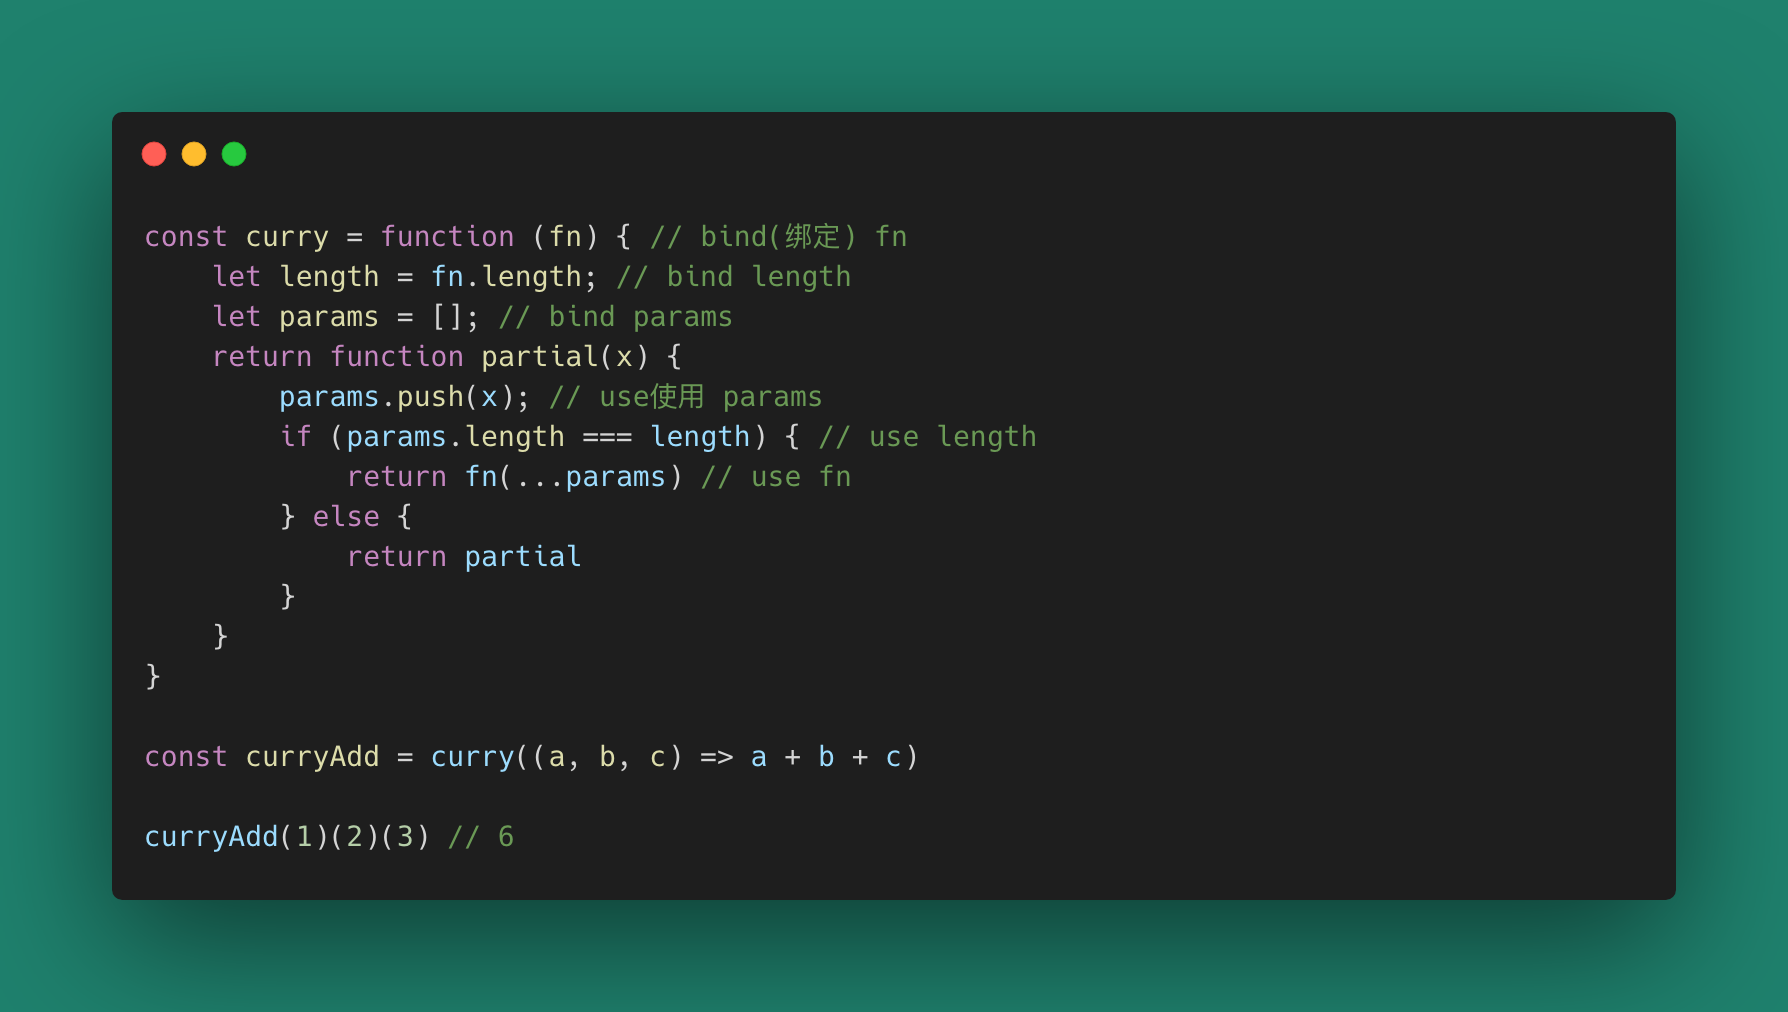 const curry = function (fn) { // bind(绑定) fn
    let length = fn.length; // bind length
    let params = []; // bind params
    return function partial(x) {
        params.push(x); // use使用 params
        if (params.length === length) { // use length
            return fn(...params) // use fn
        } else {
            return partial
        }
    }
}
const curryAdd = curry((a, b, c) => a + b + c)
curryAdd(1)(2)(3) // 6